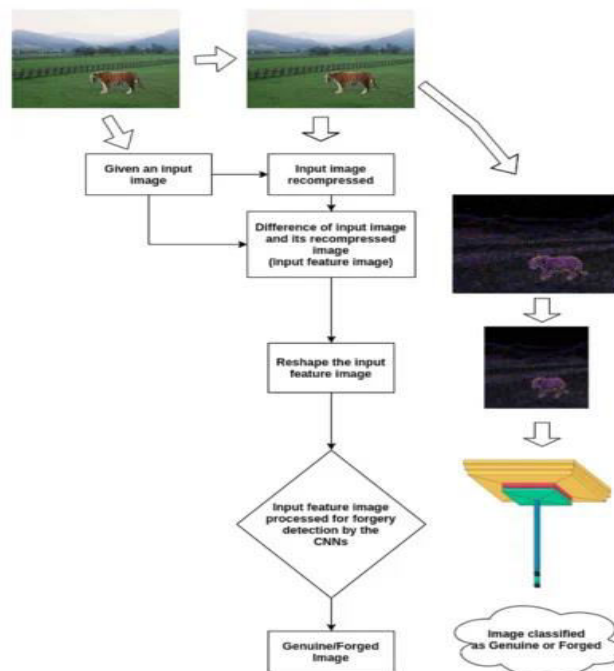 Given an input
image
Input image
recompressed
Difference of input image
and its recompressed
image
(input feature image)
Reshape the input
feature image
Input feature image
processed for forgery
detection by the
CNNs
Genuine/Forged
Image
Image classified
as Genuine or Forged